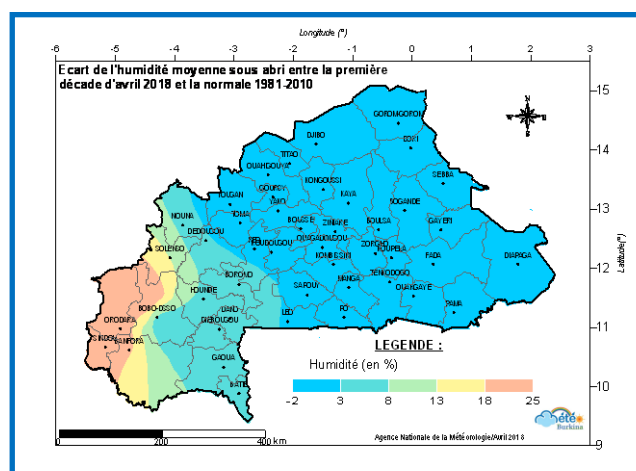 Longitude (°)
-6 -5 -4 -3 -2 -1 0 1 2 3
Ecart de l'humidité moyenne sous abri entre la première
décade d'avril 2018 et la normale 1981-2010
15
GOROMGOROM
DJIBO
DORI
14
TITAO
OUAHIGOUYA
KONGOUSSI
SEBBA
TOUGAN
GOURCY
KAYA
YAKO
BOGANDE
13
NOUNA
TOMA
BOUSSE
ZINIARE
BOULSA
GAYERI
DEDOUGOU
KOUDOUGOU
OUAGADOUGOU
ZORGHO
SOLENZO
KOMBISSIRI
KOUPELA
FADA
DIAPAGA
12
Latitude(°)
BOROMO
TENKODOGO
HOUNDE
MANGA
SAPOUY
OUARGAYE
PAMA
ORODARA
BOBO-DSSO
DANO
LEO
PO
11
DIEBOUGOU
SINDOU
BANFORA
LEGENDE :
GAOUA
Humidité (en %)
BATIE
-2 3 8 13 18 25
10
météo
Burkina
0 200 400
km
Agence Nationale de la Météorologie/Avril 2018
9